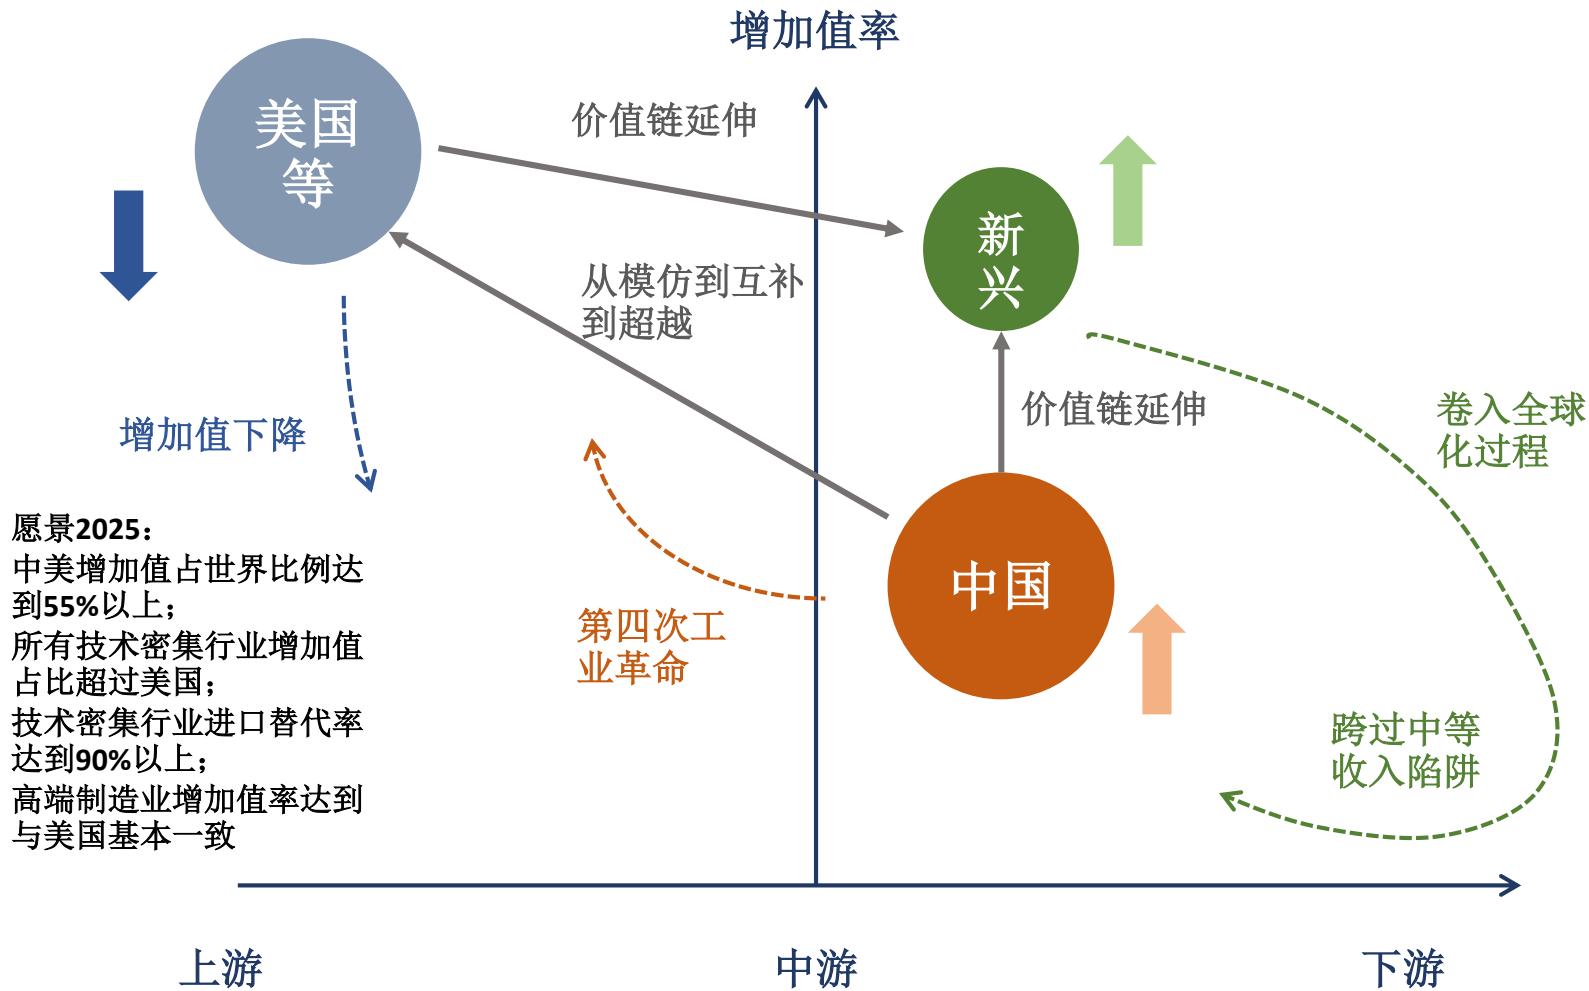 增加值率
美国
等
价值链延伸
新
兴
从模仿到互补
到超越
价值链延伸
卷入全球
化过程
增加值下降
愿景2025：
中美增加值占世界比例达
到55%以上；
所有技术密集行业增加值
占比超过美国；
技术密集行业进口替代率
达到90%以上；
高端制造业增加值率达到
与美国基本一致
中国
第四次工
业革命
跨过中等
收入陷阱
上游
中游
下游